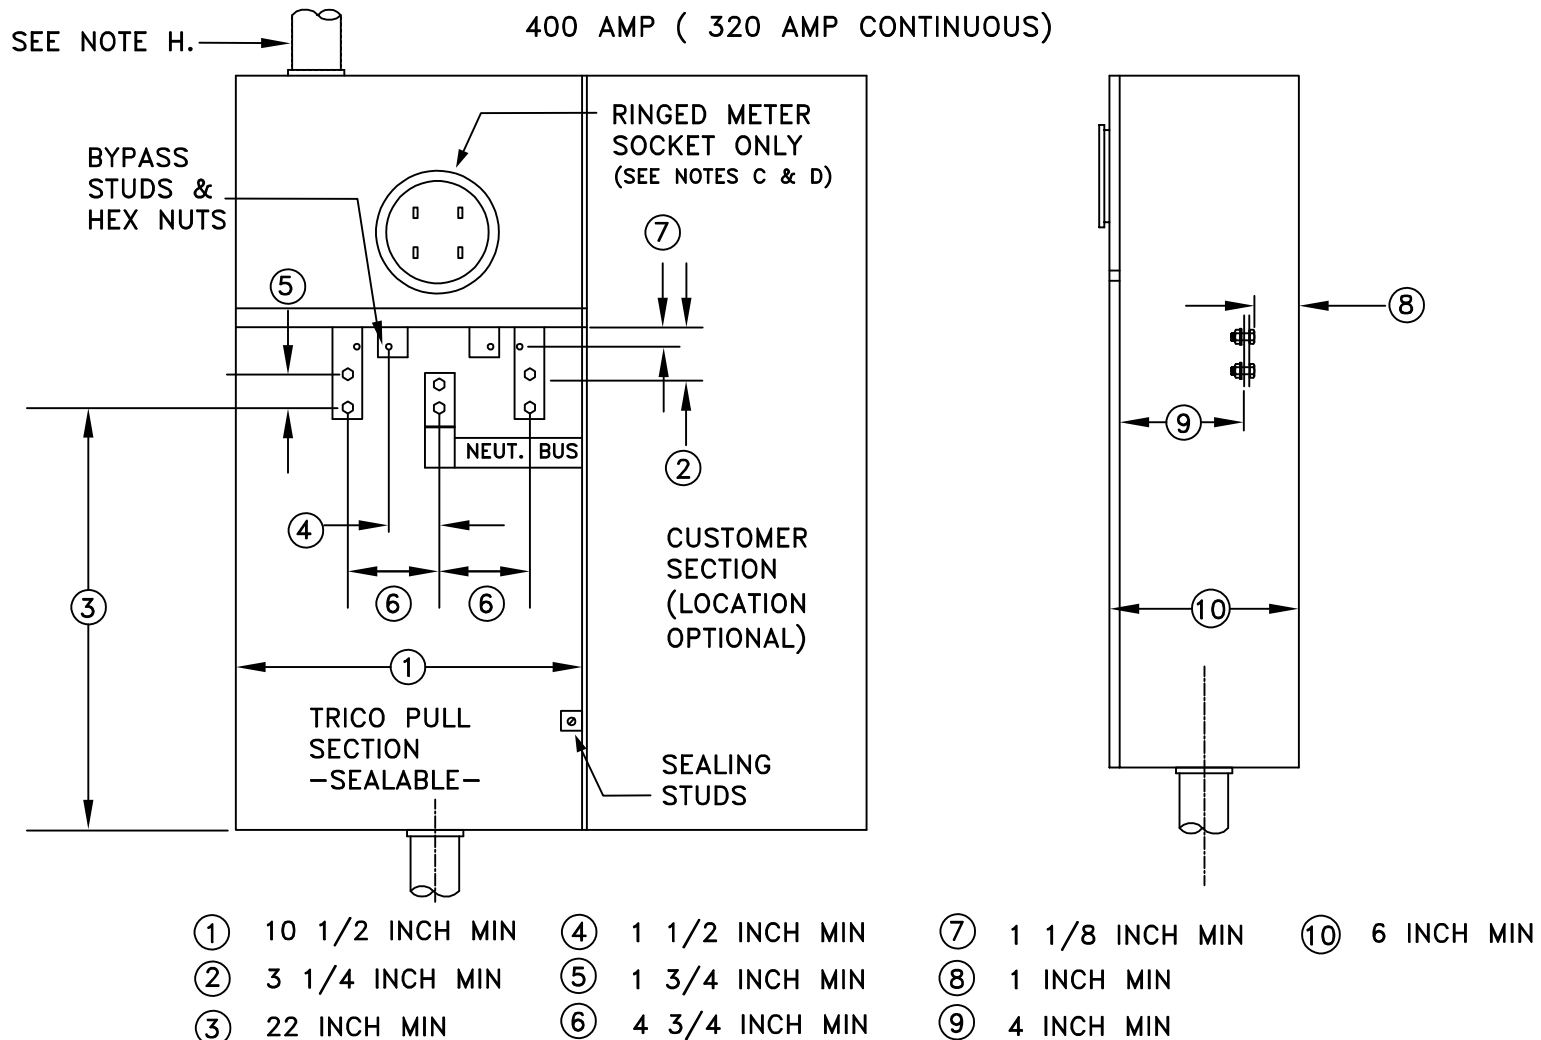 400 AMP ( 320 AMP CONTINUOUS)
SEE NOTE H.
RINGED METER
SOCKET ONLY
(SEE NOTES C & D)
BYPASS
STUDS &
HEX NUTS
7
5
8
9
NEUT. BUS
2
4
CUSTOMER
SECTION
(LOCATION
OPTIONAL)
3
6
6
10
1
TRICO PULL
SECTION
-SEALABLE-
SEALING
STUDS
1 10 1/2 INCH MIN
4 1 1/2 INCH MIN
7 1 1/8 INCH MIN
10 6 INCH MIN
2 3 1/4 INCH MIN
5 1 3/4 INCH MIN
8 1 INCH MIN
3 22 INCH MIN
6 4 3/4 INCH MIN
9 4 INCH MIN